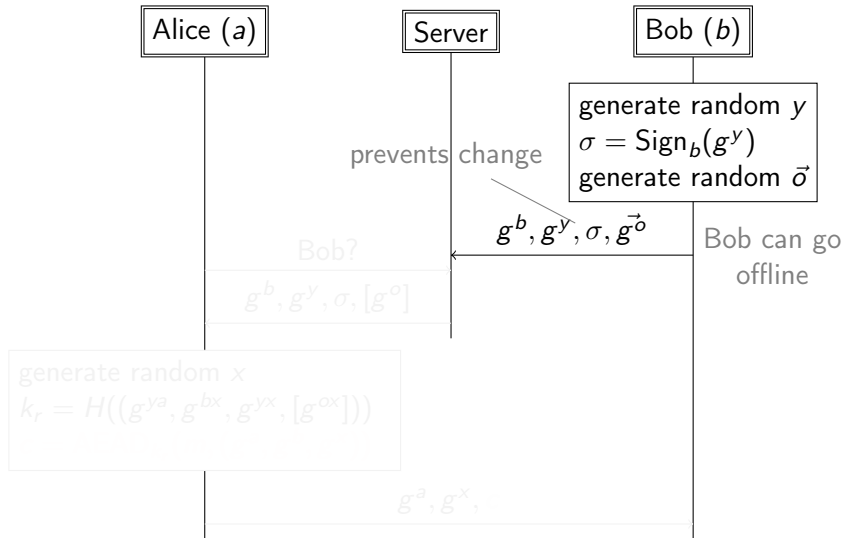 Alice (a)
Server
Bob (b)
generate random y
σ = Sign_b(g^y)
generate random o⃗
prevents change
g^b, g^y, σ, g^o⃗
Bob can go
offline
Bob?
g^b, g^y, σ, [g^o]
generate random x
k_r = H((g^{ya}, g^{bx}, g^{yx}, [g^{ox}]))
g^a, g^x,